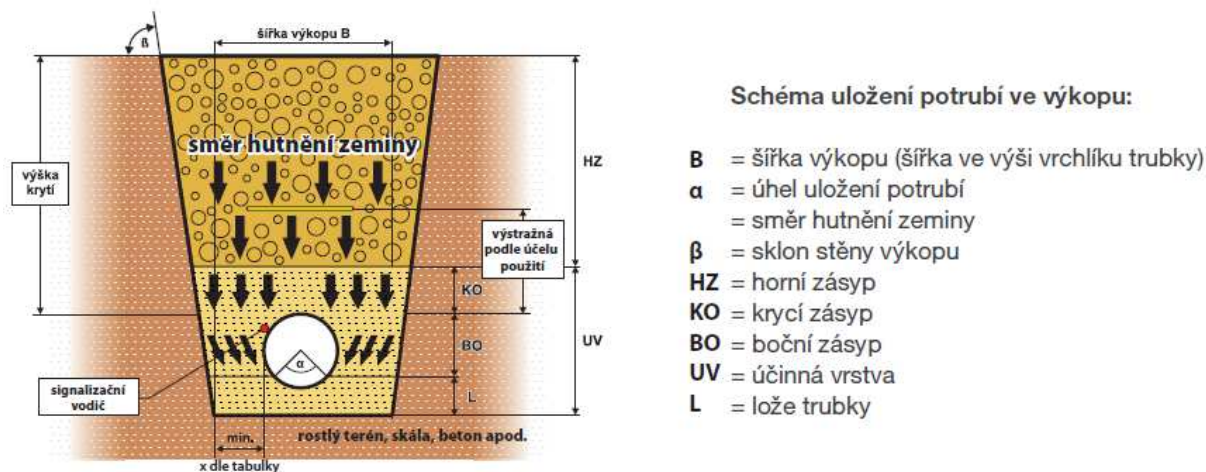 ß
šířka výkopu B
směr hutnění zeminy
HZ
výška
krytí
výstražná
podle účelu
použití
KO
BO
UV
α
signalizační
vodič
L
min.
rostlý terén, skála, beton apod.
x dle tabulky
Schéma uložení potrubí ve výkopu:
B = šířka výkopu (šířka ve výši vrchlíku trubky)
α = úhel uložení potrubí
= směr hutnění zeminy
β = sklon stěny výkopu
HZ = horní zásyp
KO = krycí zásyp
BO = boční zásyp
UV = účinná vrstva
L = lože trubky